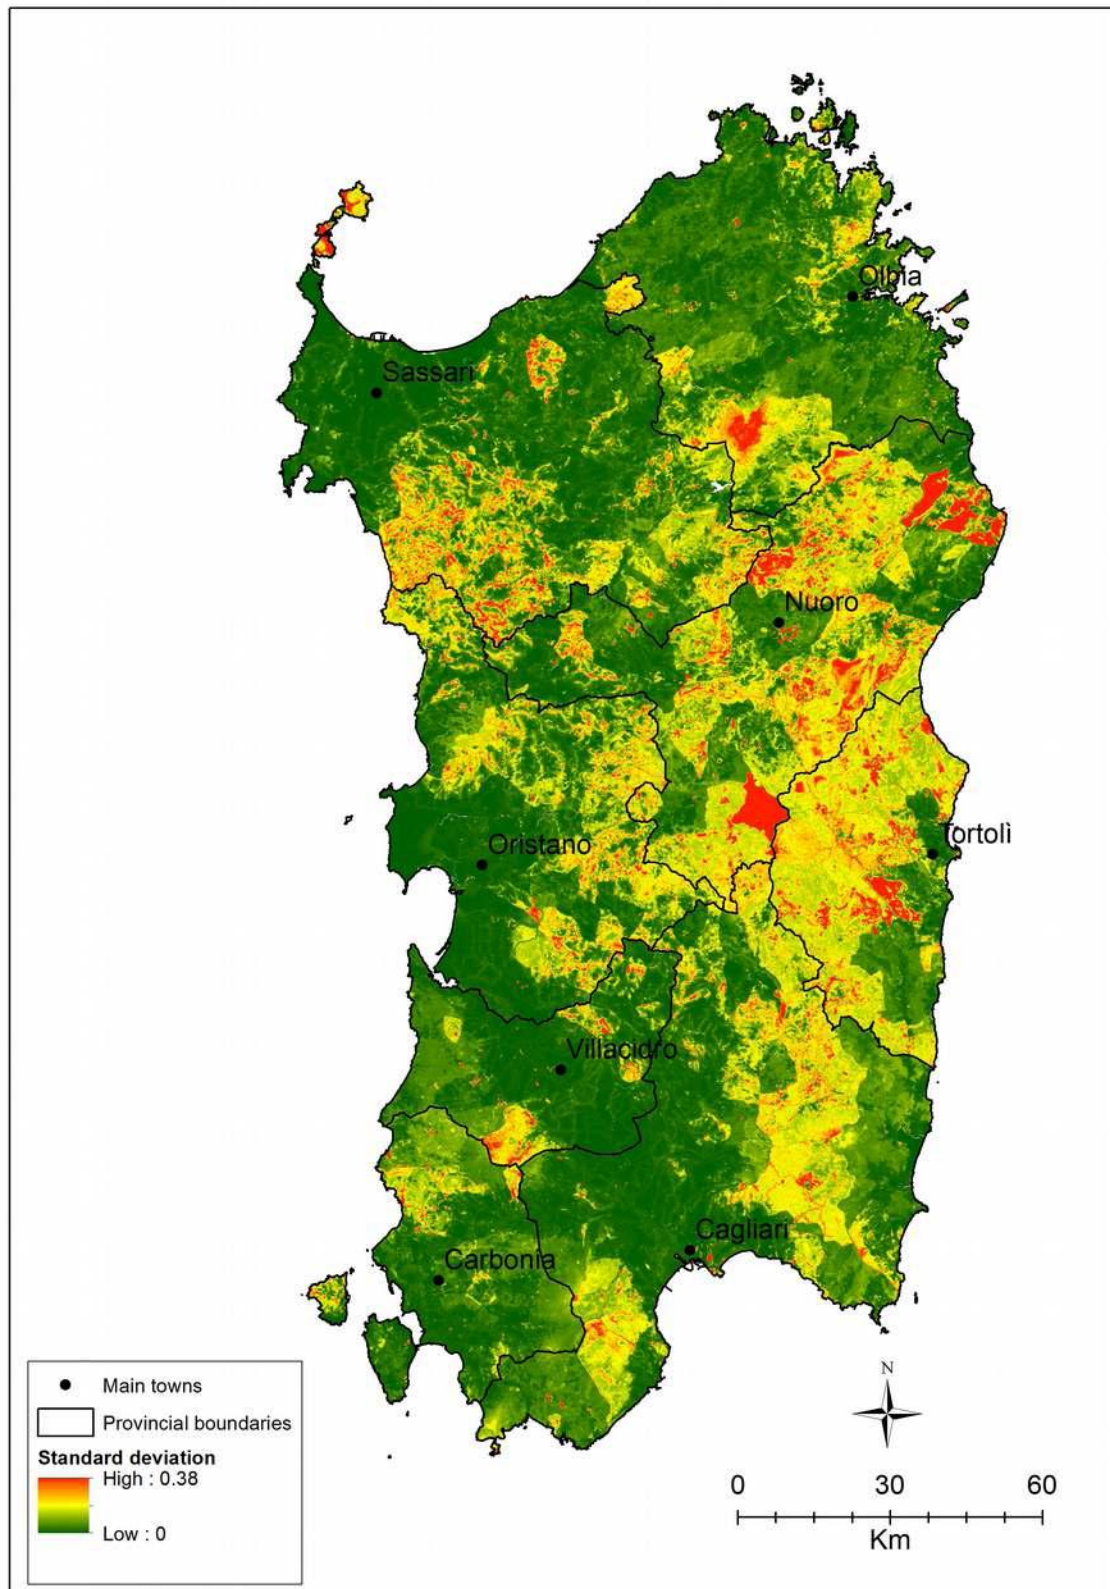 Olbia
Sassari
Nuoro
Tortolì
Oristano
Villacidro
Cagliari
Carbonia
Main towns
Provincial boundaries
Standard deviation
High : 0.38
Low : 0
N
0 30 60
Km